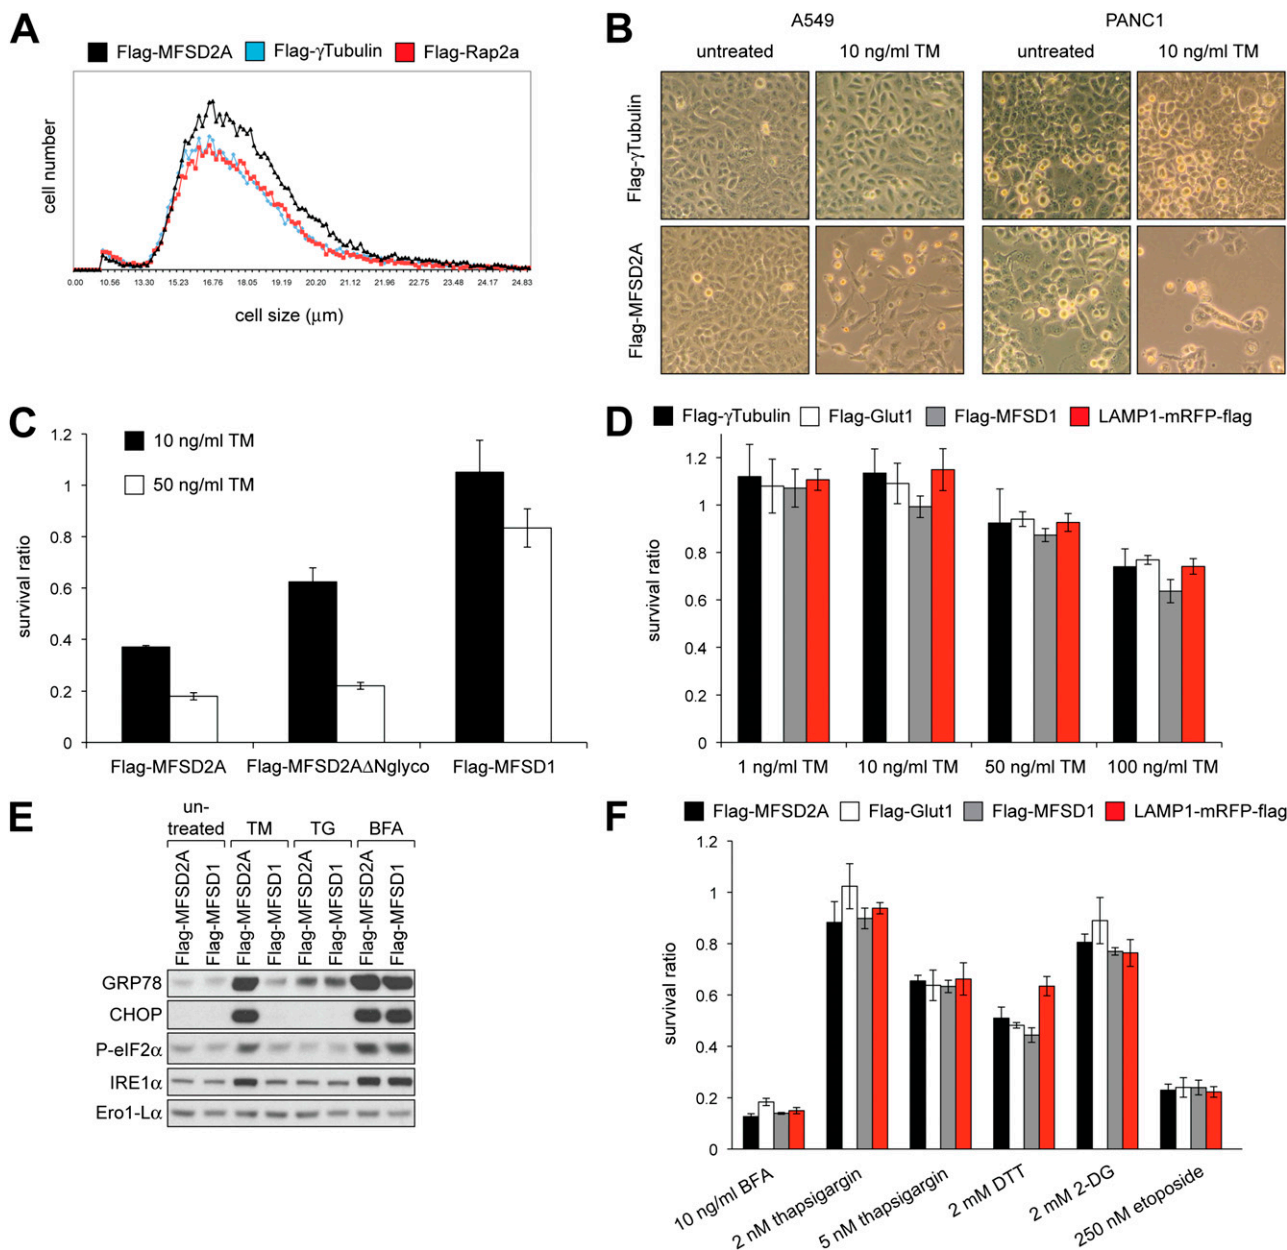 A
Flag-MFSD2A Flag-γTubulin Flag-Rap2a
cell number
0.00 10.56 13.30 15.23 16.76 18.05 19.19 20.20 21.12 21.96 22.75 23.48 24.17 24.83
cell size (μm)
B
A549 PANC1
untreated 10 ng/ml TM untreated 10 ng/ml TM
Flag-γTubulin
Flag-MFSD2A
C
10 ng/ml TM
50 ng/ml TM
survival ratio
1.2
1
0.8
0.6
0.4
0.2
0
Flag-MFSD2A Flag-MFSD2AΔNglyco Flag-MFSD1
D
Flag-γTubulin Flag-Glut1 Flag-MFSD1 LAMP1-mRFP-flag
survival ratio
1.2
1
0.8
0.6
0.4
0.2
0
1 ng/ml TM 10 ng/ml TM 50 ng/ml TM 100 ng/ml TM
E
un-
treated TM TG BFA
Flag-MFSD2A Flag-MFSD1 Flag-MFSD2A Flag-MFSD1 Flag-MFSD2A Flag-MFSD1 Flag-MFSD2A Flag-MFSD1
GRP78
CHOP
P-eIF2α
IRE1α
Ero1-Lα
F
Flag-MFSD2A Flag-Glut1 Flag-MFSD1 LAMP1-mRFP-flag
survival ratio
1.2
1
0.8
0.6
0.4
0.2
0
10 ng/ml BFA 2 nM thapsigargin 5 nM thapsigargin 2 mM DTT 2 mM 2-DG 250 nM etoposide